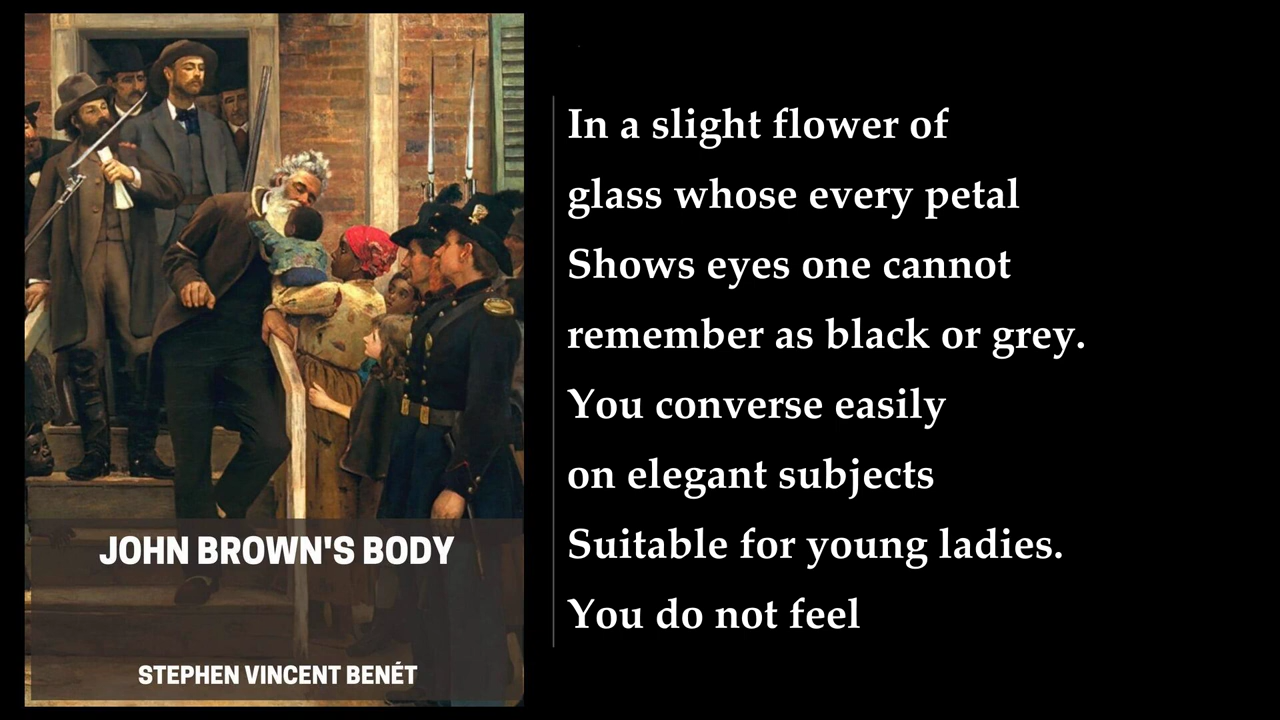 JOHN BROWN'S BODY
STEPHEN VINCENT BENÉT
In a slight flower of
glass whose every petal
Shows eyes one cannot
remember as black or grey.
You converse easily
on elegant subjects
Suitable for young ladies.
You do not feel